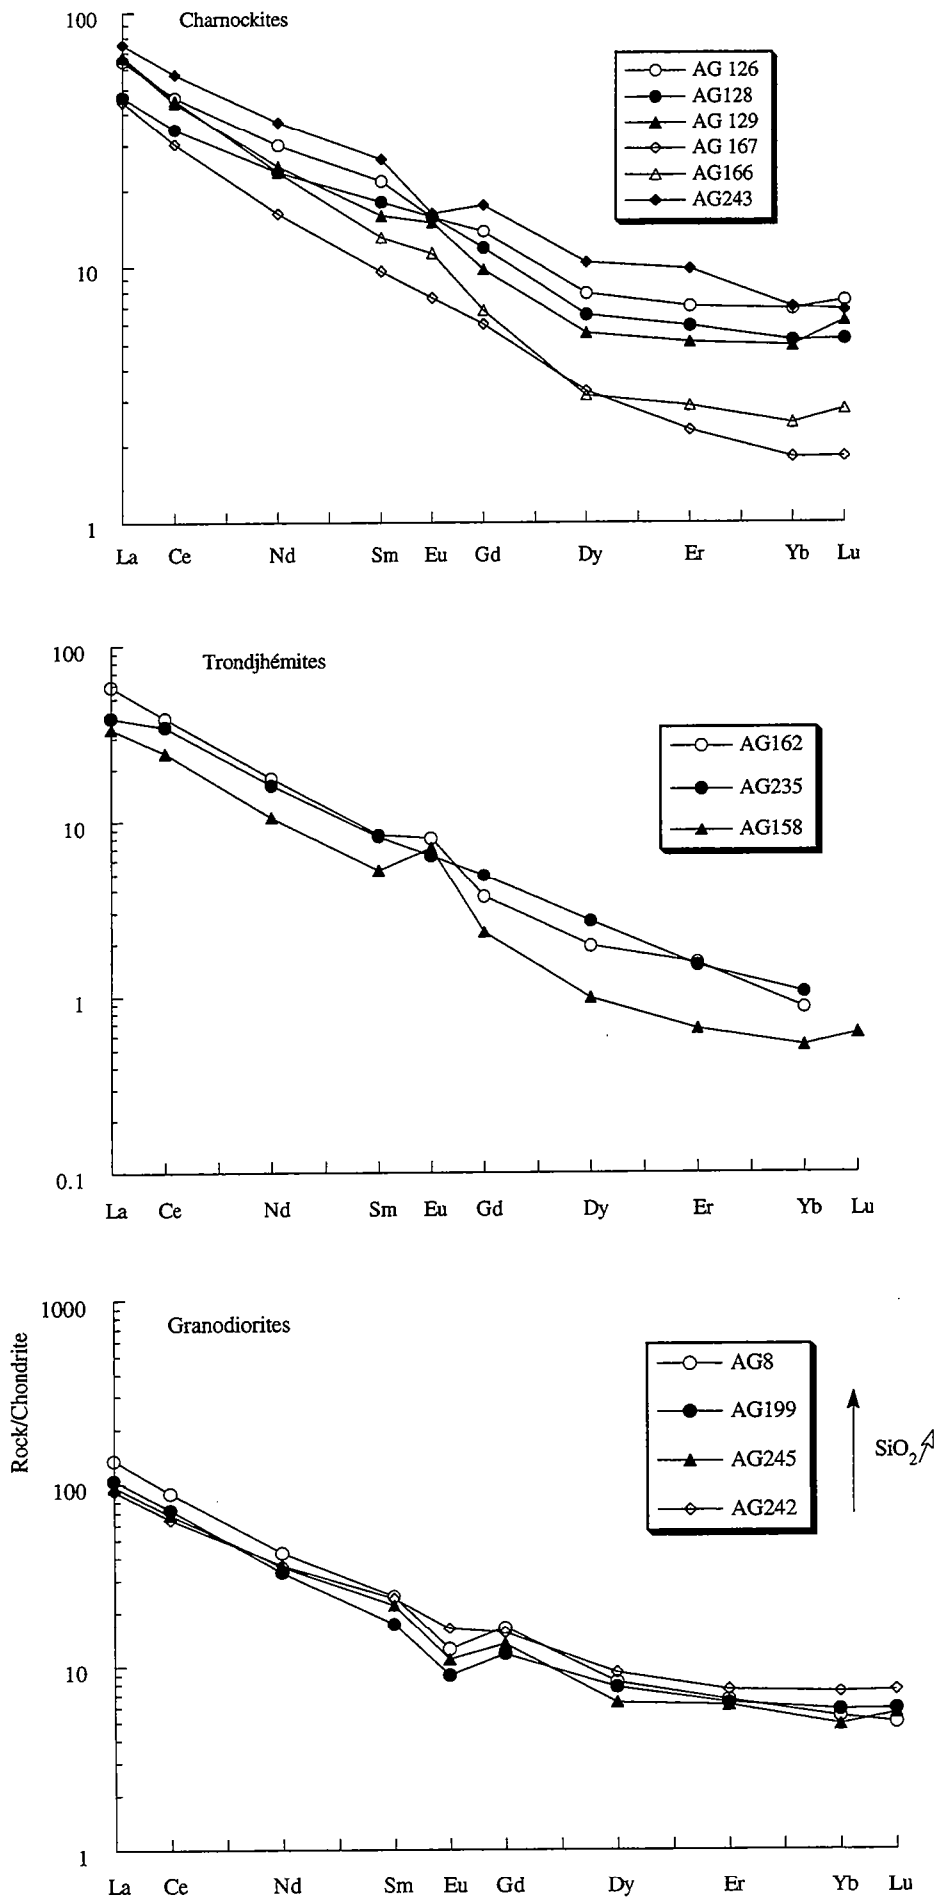 100
Charnockites
AG 126
AG128
AG 129
AG 167
AG166
AG243
10
1
La Ce Nd Sm Eu Gd Dy Er Yb Lu
100
Trondjhémites
AG162
AG235
AG158
10
1
0.1
La Ce Nd Sm Eu Gd Dy Er Yb Lu
1000
Granodiorites
Rock/Chondrite
AG8
AG199
AG245
AG242
SiO2
100
10
1
La Ce Nd Sm Eu Gd Dy Er Yb Lu